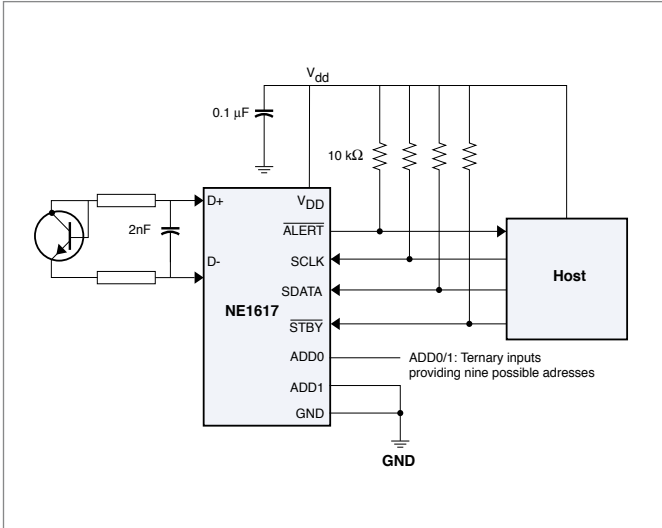 Vdd
0.1 µF
10 kΩ
D+
VDD
2nF
ALERT
D-
SCLK
Host
SDATA
NE1617
STBY
ADD0
ADD0/1: Ternary inputs
providing nine possible adresses
ADD1
GND
GND